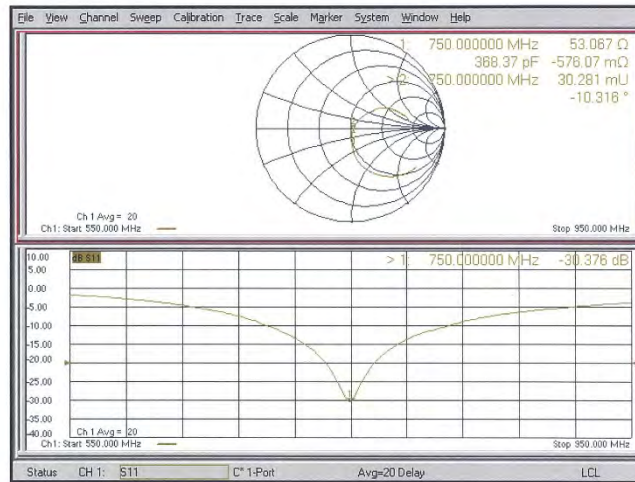 File View Channel Sweep Calibration Trace Scale Marker System Window Help
1: 750.000000 MHz 53.067 Ω
368.37 pF -576.07 mΩ
> 2: 750.000000 MHz 30.281 mU
-10.316 °
Ch 1 Avg = 20
Ch1: Start 550.000 MHz
Stop 950.000 MHz
10.00
dB S11
> 1: 750.000000 MHz -30.376 dB
5.00
0.00
-5.00
-10.00
-15.00
-20.00
-25.00
-30.00
1
-35.00
-40.00
Ch 1 Avg = 20
Ch1: Start 550.000 MHz
Stop 950.000 MHz
Status CH 1: S11 C* 1-Port Avg=20 Delay LCL